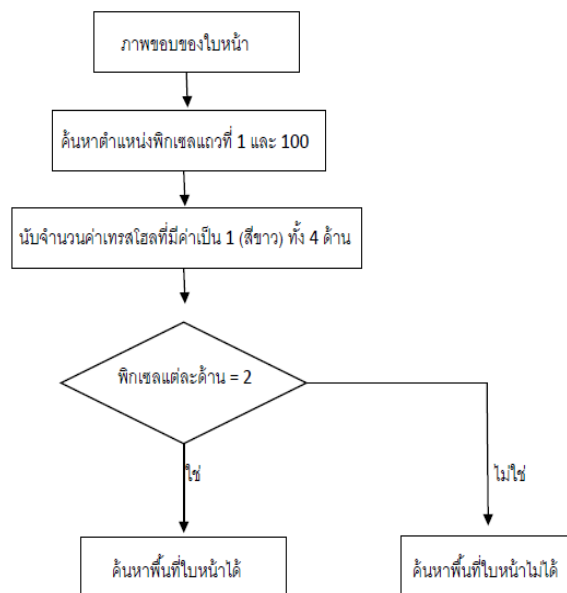 ภาพขอบของใบหน้า
ค้นหาตำแหน่งพิกเซลแถวที่ 1 และ 100
นับจำนวนค่าเทรสโฮลที่มีค่าเป็น 1 (สีขาว) ทั้ง 4 ด้าน
พิกเซลแต่ละด้าน = 2
ใช่
ไม่ใช่
ค้นหาพื้นที่ใบหน้าได้
ค้นหาพื้นที่ใบหน้าไม่ได้